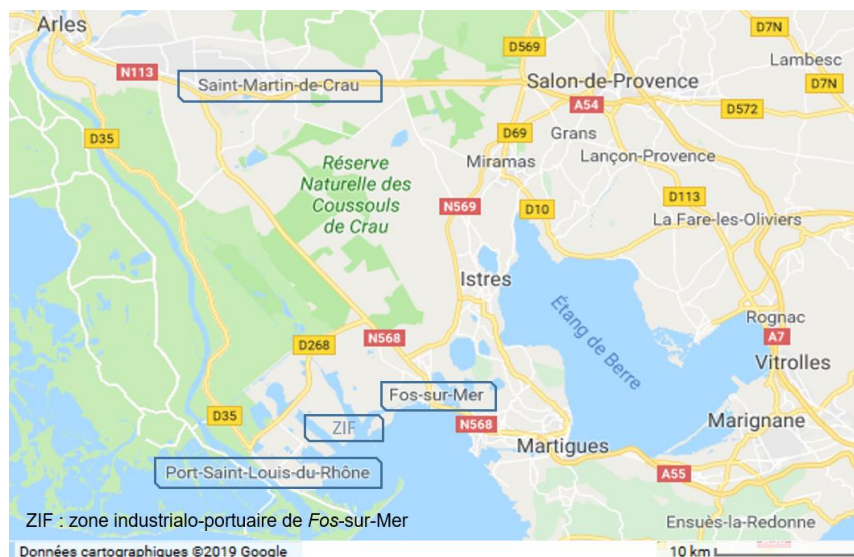 Arles
D569
D7N
Lambesc
N113
Saint-Martin-de-Crau
Salon-de-Provence
D7N
A54
D572
D35
D69
Grans
Miramas
Lançon-Provence
Réserve
Naturelle des
Coussouls
de Crau
N569
D10
D113
La Fare-les-Oliviers
Istres
Étang de Berre
Rognac
N568
A7
D268
Vitrolles
Fos-sur-Mer
D35
ZIF
N568
Marignane
Martigues
Port-Saint-Louis-du-Rhône
A55
ZIF : zone industrialo-portuaire de Fos-sur-Mer
Ensuès-la-Redonne
Données cartographiques ©2019 Google
10 km